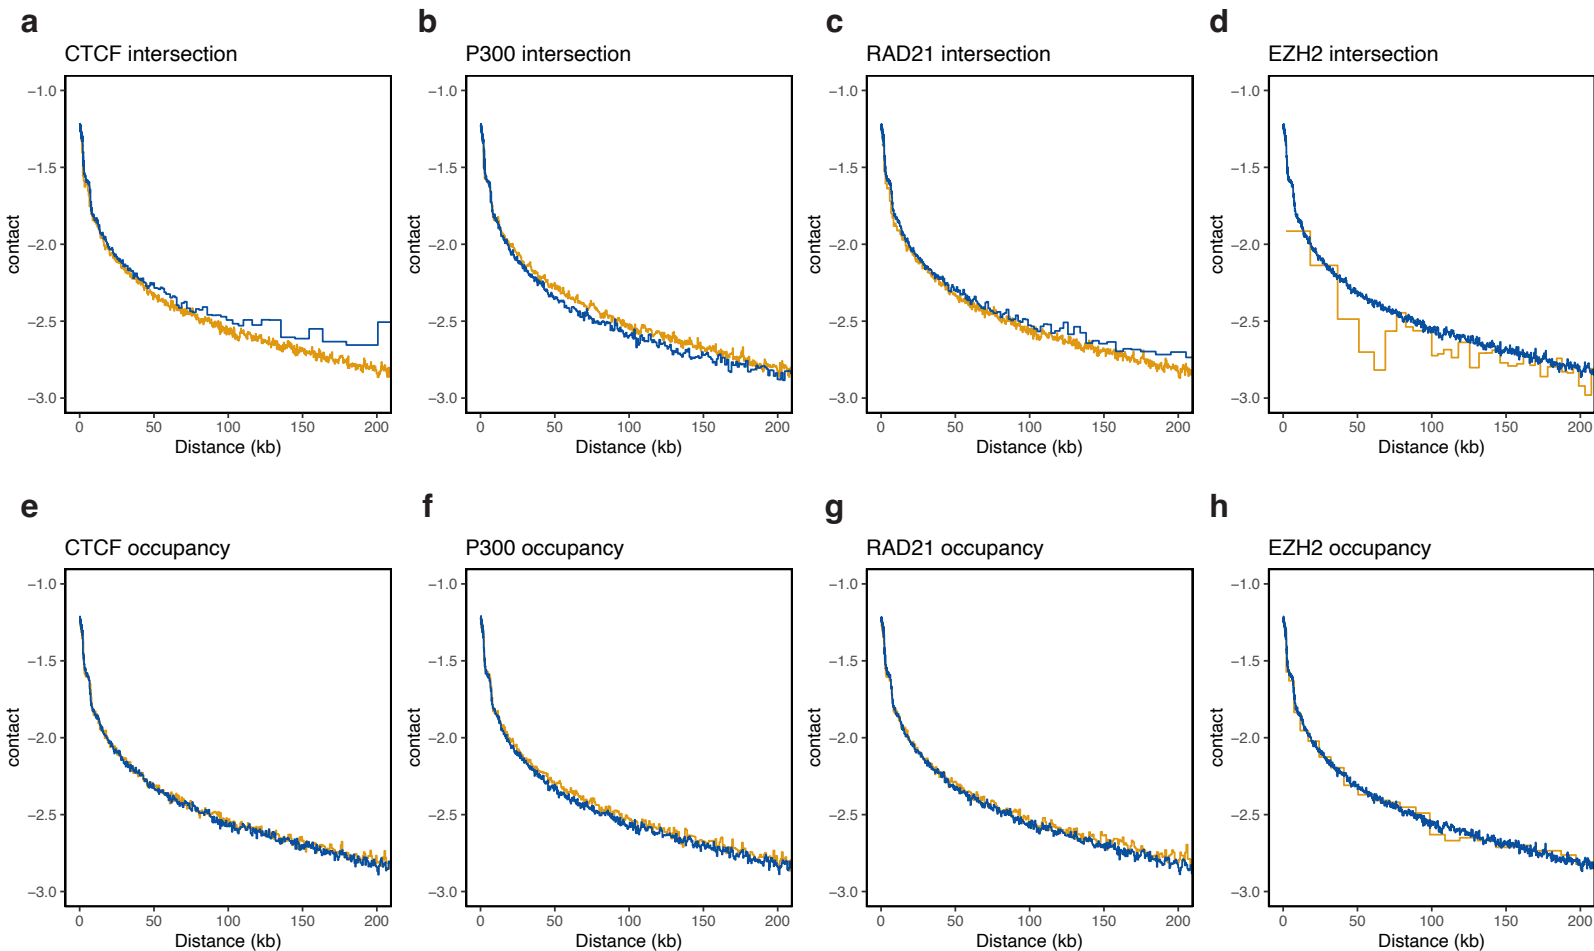 a b c d
CTCF intersection P300 intersection RAD21 intersection EZH2 intersection
−1.0 −1.0 −1.0 −1.0
−1.5 −1.5 −1.5 −1.5
contact contact contact contact
−2.0 −2.0 −2.0 −2.0
−2.5 −2.5 −2.5 −2.5
−3.0 −3.0 −3.0 −3.0
0 50 100 150 200 0 50 100 150 200 0 50 100 150 200 0 50 100 150 200
Distance (kb) Distance (kb) Distance (kb) Distance (kb)
e f g h
CTCF occupancy P300 occupancy RAD21 occupancy EZH2 occupancy
−1.0 −1.0 −1.0 −1.0
−1.5 −1.5 −1.5 −1.5
contact contact contact contact
−2.0 −2.0 −2.0 −2.0
−2.5 −2.5 −2.5 −2.5
−3.0 −3.0 −3.0 −3.0
0 50 100 150 200 0 50 100 150 200 0 50 100 150 200 0 50 100 150 200
Distance (kb) Distance (kb) Distance (kb) Distance (kb)